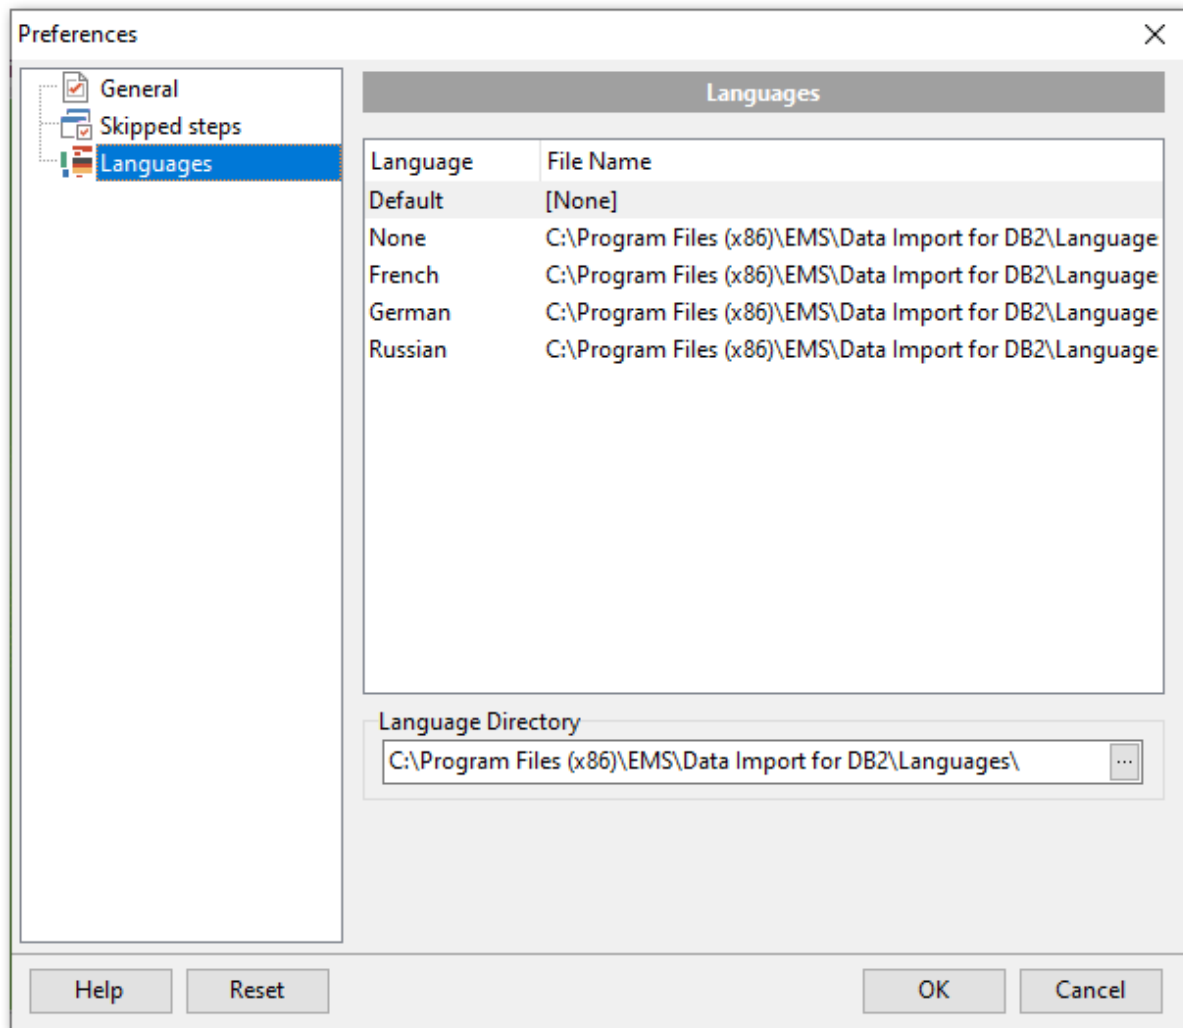 Preferences
General
Skipped steps
Languages
Languages
Language File Name
Default [None]
None C:\Program Files (x86)\EMS\Data Import for DB2\Language
French C:\Program Files (x86)\EMS\Data Import for DB2\Language
German C:\Program Files (x86)\EMS\Data Import for DB2\Language
Russian C:\Program Files (x86)\EMS\Data Import for DB2\Language
Language Directory
C:\Program Files (x86)\EMS\Data Import for DB2\Languages\ ...
Help Reset OK Cancel